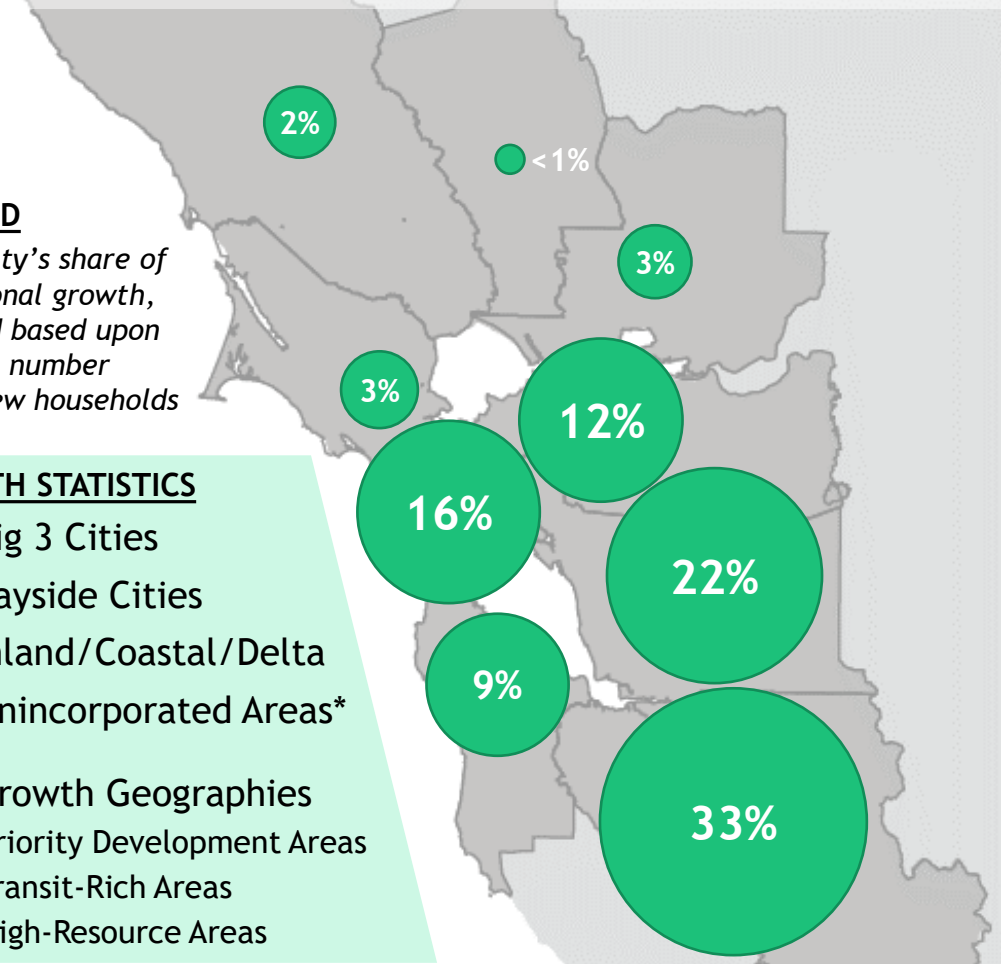 2%
<1%
D
ty’s share of
onal growth,
d based upon
number
ew households
3%
3%
12%
16%
22%
9%
33%
TH STATISTICS
ig 3 Cities
ayside Cities
nland/Coastal/Delta
nincorporated Areas*
rowth Geographies
riority Development Areas
ransit-Rich Areas
igh-Resource Areas